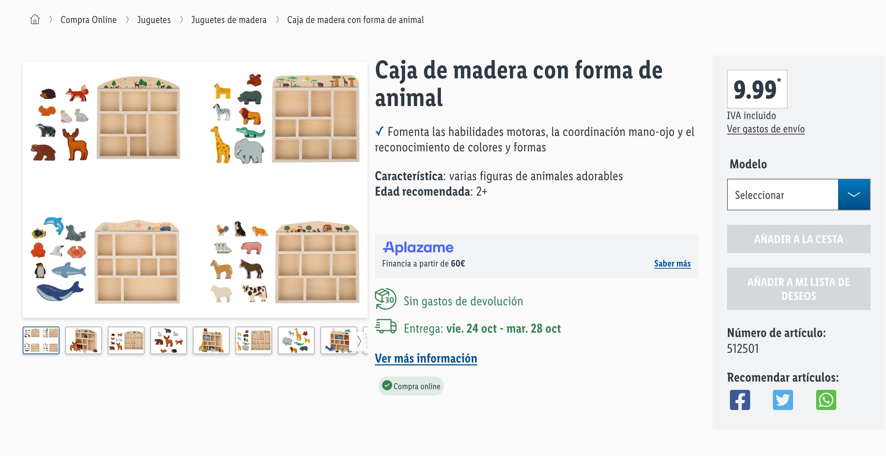 Compra Online
Juguetes
Juguetes de madera
Caja de madera con forma de animal
Caja de madera con forma de
animal
✓ Fomenta las habilidades motoras, la coordinación mano-ojo y el
reconocimiento de colores y formas
Característica: varias figuras de animales adorables
Edad recomendada: 2+
Aplazame
Financia a partir de 60€
Saber más
30
Sin gastos de devolución
Entrega: vie. 24 oct - mar. 28 oct
Ver más información
Compra online
9.99*
IVA incluido
Ver gastos de envío
Modelo
Seleccionar
AÑADIR A LA CESTA
AÑADIR A MI LISTA DE
DESEOS
Número de artículo:
512501
Recomendar artículos: